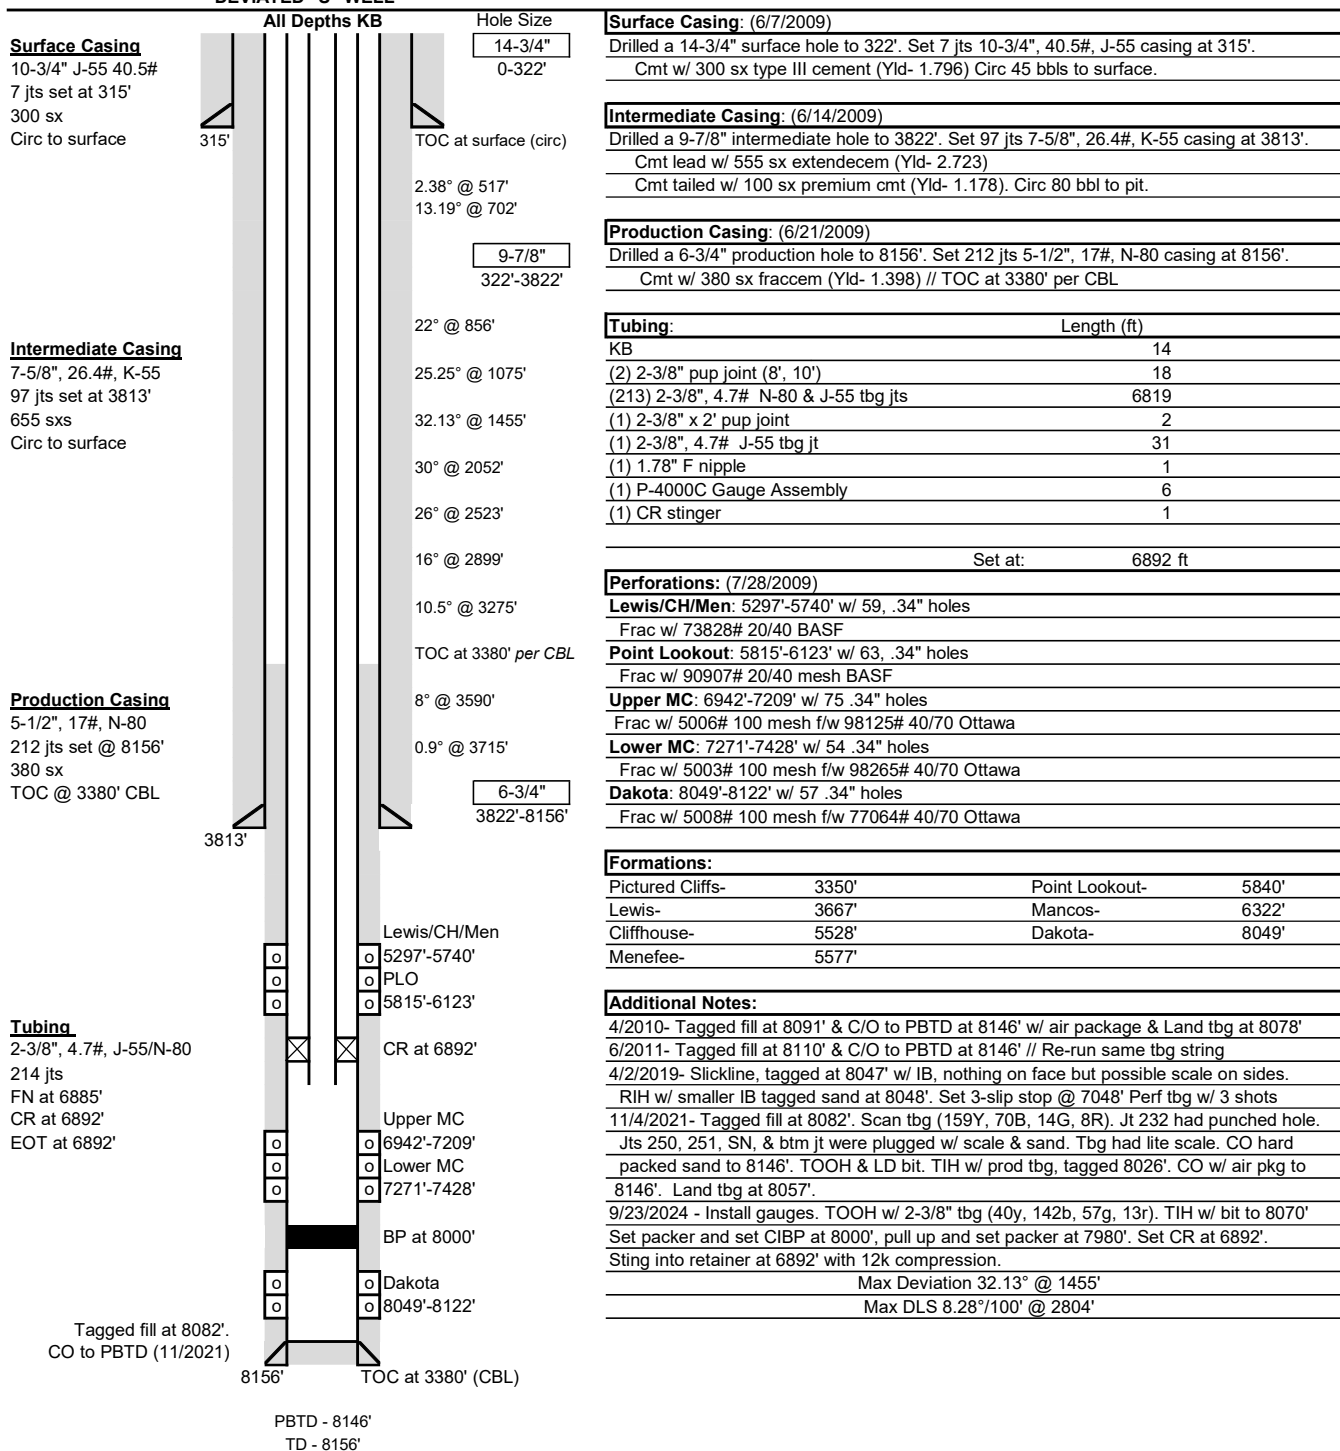 All Depths KB
Hole Size
Surface Casing
10-3/4" J-55 40.5#
7 jts set at 315'
300 sx
Circ to surface
315'
14-3/4"
0-322'
TOC at surface (circ)
2.38° @ 517'
13.19° @ 702'
9-7/8"
322'-3822'
22° @ 856'
Intermediate Casing
7-5/8", 26.4#, K-55
97 jts set at 3813'
655 sxs
Circ to surface
25.25° @ 1075'
32.13° @ 1455'
30° @ 2052'
26° @ 2523'
16° @ 2899'
10.5° @ 3275'
TOC at 3380' per CBL
Production Casing
5-1/2", 17#, N-80
212 jts set @ 8156'
380 sx
TOC @ 3380' CBL
8° @ 3590'
0.9° @ 3715'
6-3/4"
3822'-8156'
3813'
Lewis/CH/Men
o o 5297'-5740'
o o PLO
o o 5815'-6123'
Tubing
2-3/8", 4.7#, J-55/N-80
214 jts
FN at 6885'
CR at 6892'
EOT at 6892'
CR at 6892'
Upper MC
o o 6942'-7209'
o o Lower MC
o o 7271'-7428'
BP at 8000'
o o Dakota
o o 8049'-8122'
Tagged fill at 8082'.
CO to PBTD (11/2021)
8156'
TOC at 3380' (CBL)
PBTD - 8146'
TD - 8156'
Surface Casing: (6/7/2009)
Drilled a 14-3/4" surface hole to 322'. Set 7 jts 10-3/4", 40.5#, J-55 casing at 315'.
Cmt w/ 300 sx type III cement (Yld- 1.796) Circ 45 bbls to surface.
Intermediate Casing: (6/14/2009)
Drilled a 9-7/8" intermediate hole to 3822'. Set 97 jts 7-5/8", 26.4#, K-55 casing at 3813'.
Cmt lead w/ 555 sx extendecem (Yld- 2.723)
Cmt tailed w/ 100 sx premium cmt (Yld- 1.178). Circ 80 bbl to pit.
Production Casing: (6/21/2009)
Drilled a 6-3/4" production hole to 8156'. Set 212 jts 5-1/2", 17#, N-80 casing at 8156'.
Cmt w/ 380 sx fraccem (Yld- 1.398) // TOC at 3380' per CBL
Tubing: Length (ft)
KB 14
(2) 2-3/8" pup joint (8', 10') 18
(213) 2-3/8", 4.7# N-80 & J-55 tbg jts 6819
(1) 2-3/8" x 2' pup joint 2
(1) 2-3/8", 4.7# J-55 tbg jt 31
(1) 1.78" F nipple 1
(1) P-4000C Gauge Assembly 6
(1) CR stinger 1
Set at: 6892 ft
Perforations: (7/28/2009)
Lewis/CH/Men: 5297'-5740' w/ 59, .34" holes
Frac w/ 73828# 20/40 BASF
Point Lookout: 5815'-6123' w/ 63, .34" holes
Frac w/ 90907# 20/40 mesh BASF
Upper MC: 6942'-7209' w/ 75 .34" holes
Frac w/ 5006# 100 mesh f/w 98125# 40/70 Ottawa
Lower MC: 7271'-7428' w/ 54 .34" holes
Frac w/ 5003# 100 mesh f/w 98265# 40/70 Ottawa
Dakota: 8049'-8122' w/ 57 .34" holes
Frac w/ 5008# 100 mesh f/w 77064# 40/70 Ottawa
Formations:
Pictured Cliffs- 3350' Point Lookout- 5840'
Lewis- 3667' Mancos- 6322'
Cliffhouse- 5528' Dakota- 8049'
Menefee- 5577'
Additional Notes:
4/2010- Tagged fill at 8091' & C/O to PBTD at 8146' w/ air package & Land tbg at 8078'
6/2011- Tagged fill at 8110' & C/O to PBTD at 8146' // Re-run same tbg string
4/2/2019- Slickline, tagged at 8047' w/ IB, nothing on face but possible scale on sides.
RIH w/ smaller IB tagged sand at 8048'. Set 3-slip stop @ 7048' Perf tbg w/ 3 shots
11/4/2021- Tagged fill at 8082'. Scan tbg (159Y, 70B, 14G, 8R). Jt 232 had punched hole.
Jts 250, 251, SN, & btm jt were plugged w/ scale & sand. Tbg had lite scale. CO hard
packed sand to 8146'. TOOH & LD bit. TIH w/ prod tbg, tagged 8026'. CO w/ air pkg to
8146'. Land tbg at 8057'.
9/23/2024 - Install gauges. TOOH w/ 2-3/8" tbg (40y, 142b, 57g, 13r). TIH w/ bit to 8070'
Set packer and set CIBP at 8000', pull up and set packer at 7980'. Set CR at 6892'.
Sting into retainer at 6892' with 12k compression.
Max Deviation 32.13° @ 1455'
Max DLS 8.28°/100' @ 2804'